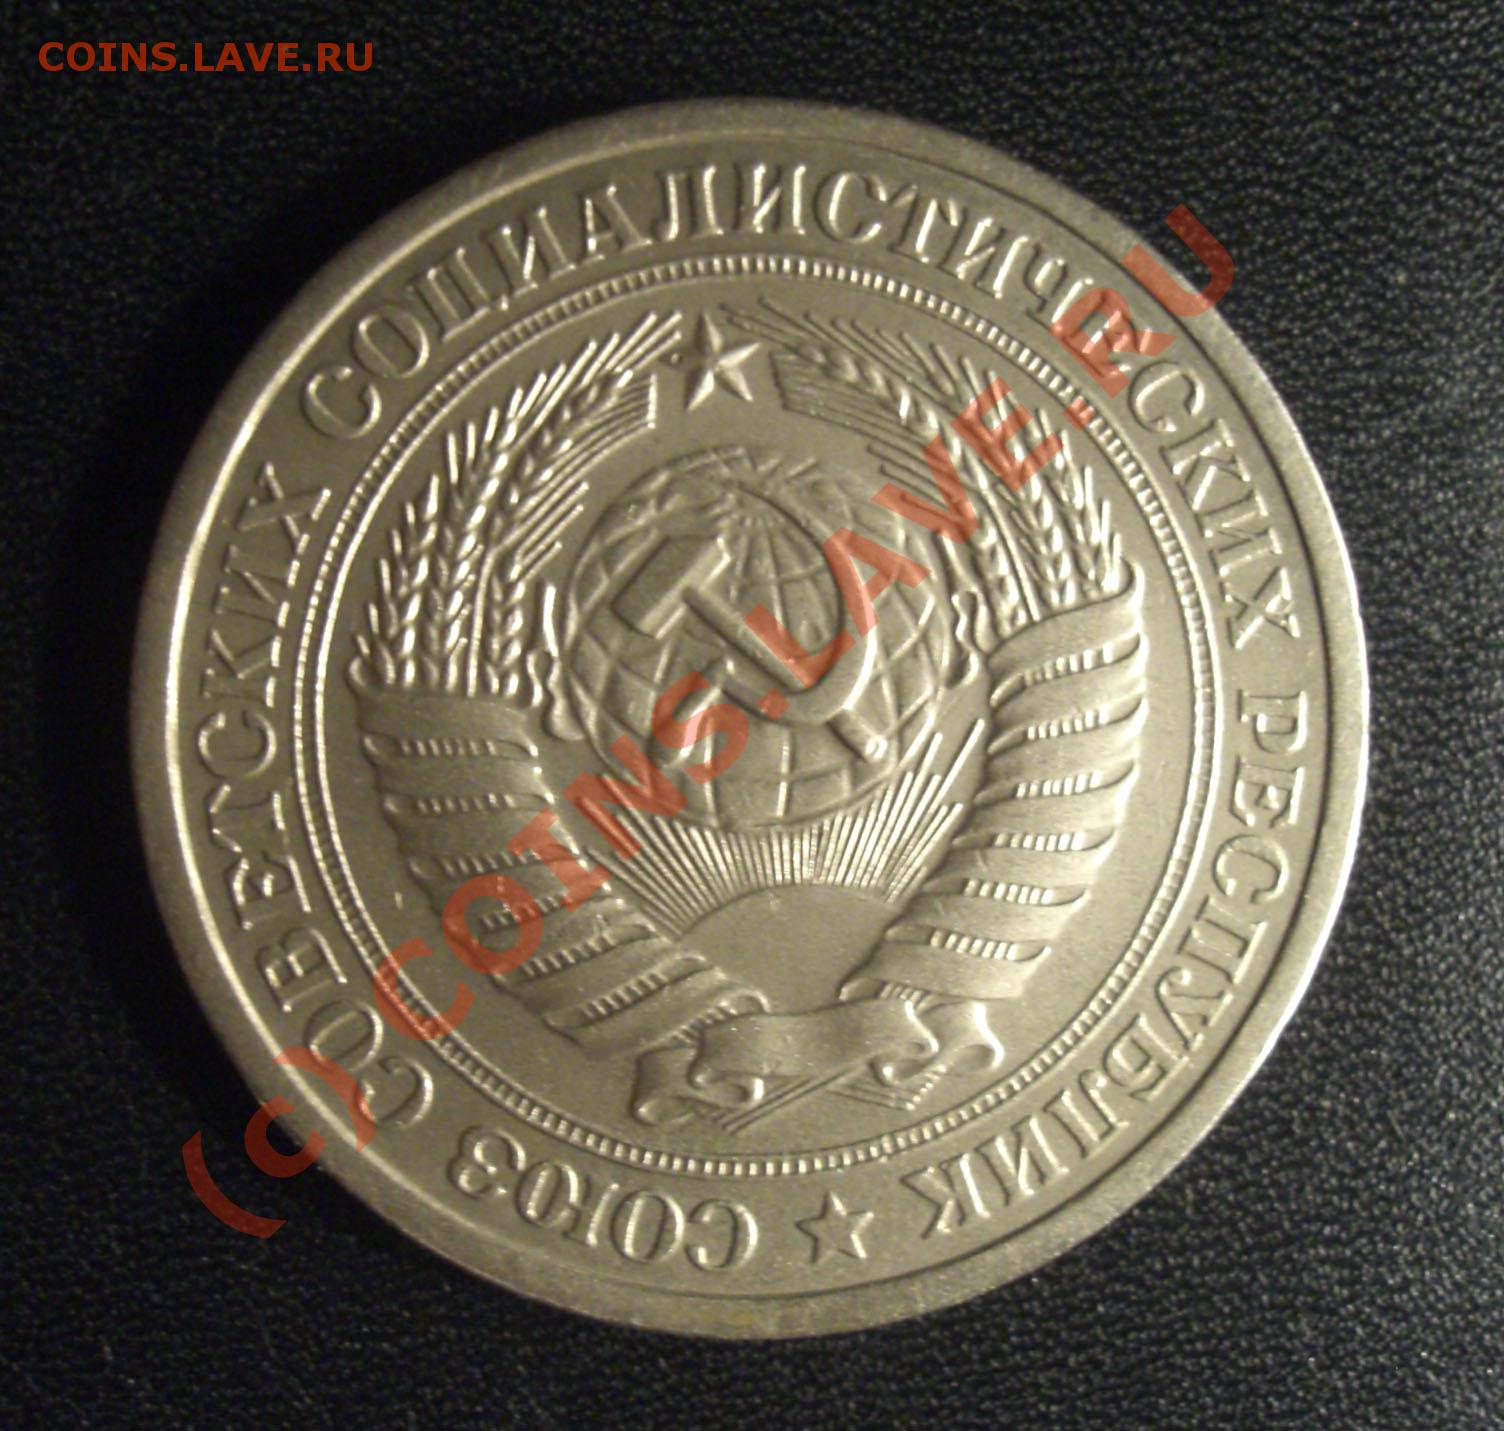 COINS.LAVE.RU
СОЮЗ СОВЕТСКИХ СОЦИАЛИСТИЧЕСКИХ РЕСПУБЛИК
(c) COINS.LAVE.RU